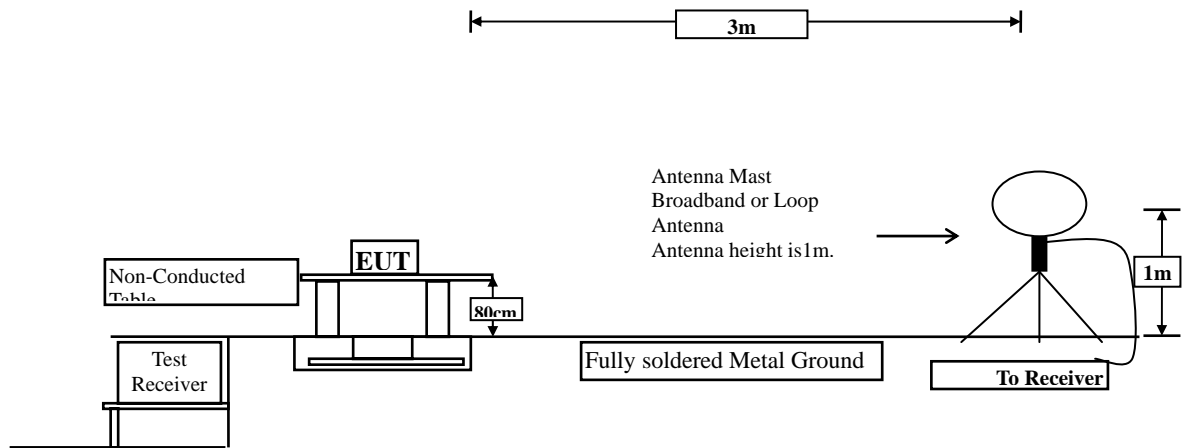 3m
Antenna Mast
Broadband or Loop
Antenna
Antenna height is1m.
EUT
Non-Conducted
Table
80cm
1m
Test
Receiver
Fully soldered Metal Ground
To Receiver